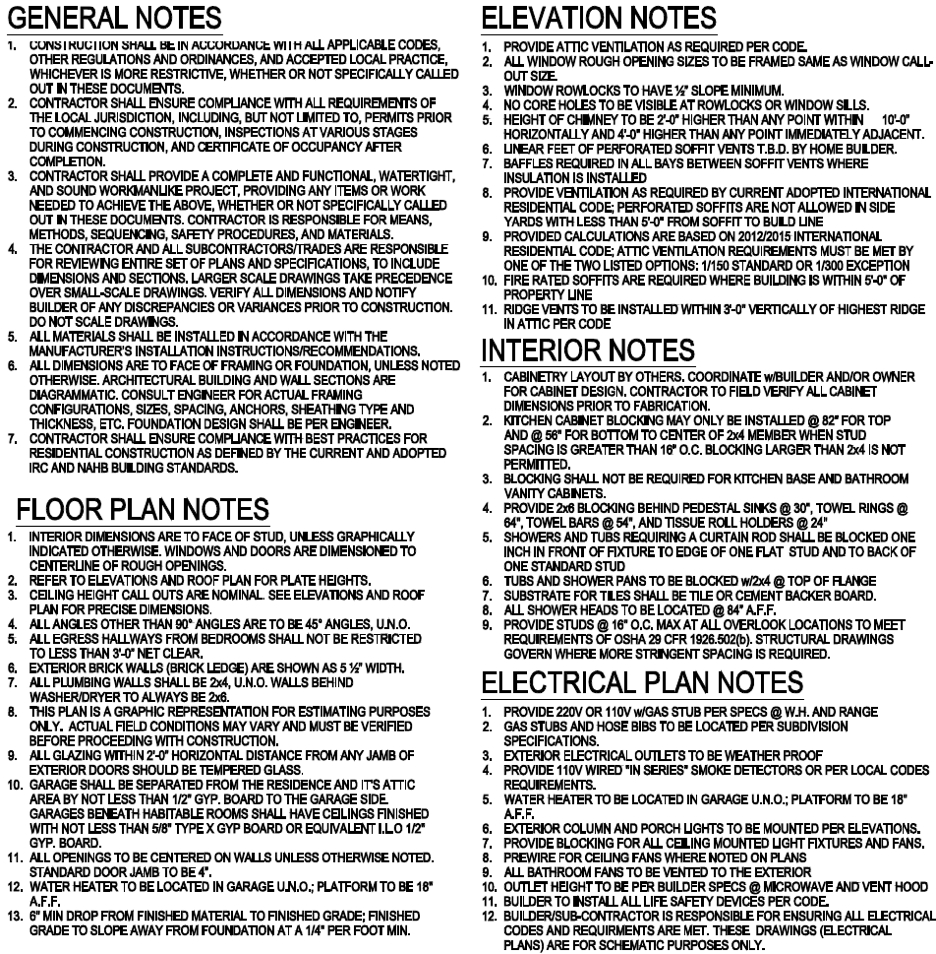 GENERAL NOTES
1. CONSTRUCTION SHALL BE IN ACCORDANCE WITH ALL APPLICABLE CODES,
OTHER REGULATIONS AND ORDINANCES, AND ACCEPTED LOCAL PRACTICE,
WHICHEVER IS MORE RESTRICTIVE, WHETHER OR NOT SPECIFICALLY CALLED
OUT IN THESE DOCUMENTS.
2. CONTRACTOR SHALL ENSURE COMPLIANCE WITH ALL REQUIREMENTS OF
THE LOCAL JURISDICTION, INCLUDING, BUT NOT LIMITED TO, PERMITS PRIOR
TO COMMENCING CONSTRUCTION, INSPECTIONS AT VARIOUS STAGES
DURING CONSTRUCTION, AND CERTIFICATE OF OCCUPANCY AFTER
COMPLETION.
3. CONTRACTOR SHALL PROVIDE A COMPLETE AND FUNCTIONAL, WATERTIGHT,
AND SOUND WORKMANLIKE PROJECT, PROVIDING ANY ITEMS OR WORK
NEEDED TO ACHIEVE THE ABOVE, WHETHER OR NOT SPECIFICALLY CALLED
OUT IN THESE DOCUMENTS. CONTRACTOR IS RESPONSIBLE FOR MEANS,
METHODS, SEQUENCING, SAFETY PROCEDURES, AND MATERIALS.
4. THE CONTRACTOR AND ALL SUBCONTRACTORS/TRADES ARE RESPONSIBLE
FOR REVIEWING ENTIRE SET OF PLANS AND SPECIFICATIONS, TO INCLUDE
DIMENSIONS AND SECTIONS. LARGER SCALE DRAWINGS TAKE PRECEDENCE
OVER SMALL-SCALE DRAWINGS. VERIFY ALL DIMENSIONS AND NOTIFY
BUILDER OF ANY DISCREPANCIES OR VARIANCES PRIOR TO CONSTRUCTION.
DO NOT SCALE DRAWINGS.
5. ALL MATERIALS SHALL BE INSTALLED IN ACCORDANCE WITH THE
MANUFACTURER'S INSTALLATION INSTRUCTIONS/RECOMMENDATIONS.
6. ALL DIMENSIONS ARE TO FACE OF FRAMING OR FOUNDATION, UNLESS NOTED
OTHERWISE. ARCHITECTURAL BUILDING AND WALL SECTIONS ARE
DIAGRAMMATIC. CONSULT ENGINEER FOR ACTUAL FRAMING
CONFIGURATIONS, SIZES, SPACING, ANCHORS, SHEATHING TYPE AND
THICKNESS, ETC. FOUNDATION DESIGN SHALL BE PER ENGINEER.
7. CONTRACTOR SHALL ENSURE COMPLIANCE WITH BEST PRACTICES FOR
RESIDENTIAL CONSTRUCTION AS DEFINED BY THE CURRENT AND ADOPTED
IRC AND NAHB BUILDING STANDARDS.
FLOOR PLAN NOTES
1. INTERIOR DIMENSIONS ARE TO FACE OF STUD, UNLESS GRAPHICALLY
INDICATED OTHERWISE. WINDOWS AND DOORS ARE DIMENSIONED TO
CENTERLINE OF ROUGH OPENINGS.
2. REFER TO ELEVATIONS AND ROOF PLAN FOR PLATE HEIGHTS.
3. CEILING HEIGHT CALL OUTS ARE NOMINAL. SEE ELEVATIONS AND ROOF
PLAN FOR PRECISE DIMENSIONS.
4. ALL ANGLES OTHER THAN 90° ANGLES ARE TO BE 45° ANGLES, U.N.O.
5. ALL EGRESS HALLWAYS FROM BEDROOMS SHALL NOT BE RESTRICTED
TO LESS THAN 3'-0" NET CLEAR.
6. EXTERIOR BRICK WALLS (BRICK LEDGE) ARE SHOWN AS 5 ½" WIDTH.
7. ALL PLUMBING WALLS SHALL BE 2x4, U.N.O. WALLS BEHIND
WASHER/DRYER TO ALWAYS BE 2x6.
8. THIS PLAN IS A GRAPHIC REPRESENTATION FOR ESTIMATING PURPOSES
ONLY. ACTUAL FIELD CONDITIONS MAY VARY AND MUST BE VERIFIED
BEFORE PROCEEDING WITH CONSTRUCTION.
9. ALL GLAZING WITHIN 2'-0" HORIZONTAL DISTANCE FROM ANY JAMB OF
EXTERIOR DOORS SHOULD BE TEMPERED GLASS.
10. GARAGE SHALL BE SEPARATED FROM THE RESIDENCE AND IT'S ATTIC
AREA BY NOT LESS THAN 1/2" GYP. BOARD TO THE GARAGE SIDE.
GARAGES BENEATH HABITABLE ROOMS SHALL HAVE CEILINGS FINISHED
WITH NOT LESS THAN 5/8" TYPE X GYP BOARD OR EQUIVALENT I.L.O 1/2"
GYP. BOARD.
11. ALL OPENINGS TO BE CENTERED ON WALLS UNLESS OTHERWISE NOTED.
STANDARD DOOR JAMB TO BE 4".
12. WATER HEATER TO BE LOCATED IN GARAGE U.N.O.; PLATFORM TO BE 18"
A.F.F.
13. 6" MIN DROP FROM FINISHED MATERIAL TO FINISHED GRADE; FINISHED
GRADE TO SLOPE AWAY FROM FOUNDATION AT A 1/4" PER FOOT MIN.
ELEVATION NOTES
1. PROVIDE ATTIC VENTILATION AS REQUIRED PER CODE.
2. ALL WINDOW ROUGH OPENING SIZES TO BE FRAMED SAME AS WINDOW CALL-
OUT SIZE.
3. WINDOW ROWLOCKS TO HAVE ½" SLOPE MINIMUM.
4. NO CORE HOLES TO BE VISIBLE AT ROWLOCKS OR WINDOW SILLS.
5. HEIGHT OF CHIMNEY TO BE 2'-0" HIGHER THAN ANY POINT WITHIN 10'-0"
HORIZONTALLY AND 4'-0" HIGHER THAN ANY POINT IMMEDIATELY ADJACENT.
6. LINEAR FEET OF PERFORATED SOFFIT VENTS T.B.D. BY HOME BUILDER.
7. BAFFLES REQUIRED IN ALL BAYS BETWEEN SOFFIT VENTS WHERE
INSULATION IS INSTALLED
8. PROVIDE VENTILATION AS REQUIRED BY CURRENT ADOPTED INTERNATIONAL
RESIDENTIAL CODE; PERFORATED SOFFITS ARE NOT ALLOWED IN SIDE
YARDS WITH LESS THAN 5'-0" FROM SOFFIT TO BUILD LINE
9. PROVIDED CALCULATIONS ARE BASED ON 2012/2015 INTERNATIONAL
RESIDENTIAL CODE; ATTIC VENTILATION REQUIREMENTS MUST BE MET BY
ONE OF THE TWO LISTED OPTIONS: 1/150 STANDARD OR 1/300 EXCEPTION
10. FIRE RATED SOFFITS ARE REQUIRED WHERE BUILDING IS WITHIN 5'-0" OF
PROPERTY LINE
11. RIDGE VENTS TO BE INSTALLED WITHIN 3'-0" VERTICALLY OF HIGHEST RIDGE
IN ATTIC PER CODE
INTERIOR NOTES
1. CABINETRY LAYOUT BY OTHERS. COORDINATE w/BUILDER AND/OR OWNER
FOR CABINET DESIGN. CONTRACTOR TO FIELD VERIFY ALL CABINET
DIMENSIONS PRIOR TO FABRICATION.
2. KITCHEN CABINET BLOCKING MAY ONLY BE INSTALLED @ 82" FOR TOP
AND @ 56" FOR BOTTOM TO CENTER OF 2x4 MEMBER WHEN STUD
SPACING IS GREATER THAN 16" O.C. BLOCKING LARGER THAN 2x4 IS NOT
PERMITTED.
3. BLOCKING SHALL NOT BE REQUIRED FOR KITCHEN BASE AND BATHROOM
VANITY CABINETS.
4. PROVIDE 2x6 BLOCKING BEHIND PEDESTAL SINKS @ 30", TOWEL RINGS @
64", TOWEL BARS @ 54", AND TISSUE ROLL HOLDERS @ 24"
5. SHOWERS AND TUBS REQUIRING A CURTAIN ROD SHALL BE BLOCKED ONE
INCH IN FRONT OF FIXTURE TO EDGE OF ONE FLAT STUD AND TO BACK OF
ONE STANDARD STUD
6. TUBS AND SHOWER PANS TO BE BLOCKED w/2x4 @ TOP OF FLANGE
7. SUBSTRATE FOR TILES SHALL BE TILE OR CEMENT BACKER BOARD.
8. ALL SHOWER HEADS TO BE LOCATED @ 84" A.F.F.
9. PROVIDE STUDS @ 16" O.C. MAX AT ALL OVERLOOK LOCATIONS TO MEET
REQUIREMENTS OF OSHA 29 CFR 1926.502(b). STRUCTURAL DRAWINGS
GOVERN WHERE MORE STRINGENT SPACING IS REQUIRED.
ELECTRICAL PLAN NOTES
1. PROVIDE 220V OR 110V w/GAS STUB PER SPECS @ W.H. AND RANGE
2. GAS STUBS AND HOSE BIBS TO BE LOCATED PER SUBDIVISION
SPECIFICATIONS.
3. EXTERIOR ELECTRICAL OUTLETS TO BE WEATHER PROOF
4. PROVIDE 110V WIRED "IN SERIES" SMOKE DETECTORS OR PER LOCAL CODES
REQUIREMENTS.
5. WATER HEATER TO BE LOCATED IN GARAGE U.N.O.; PLATFORM TO BE 18"
A.F.F.
6. EXTERIOR COLUMN AND PORCH LIGHTS TO BE MOUNTED PER ELEVATIONS.
7. PROVIDE BLOCKING FOR ALL CEILING MOUNTED LIGHT FIXTURES AND FANS.
8. PREWIRE FOR CEILING FANS WHERE NOTED ON PLANS
9. ALL BATHROOM FANS TO BE VENTED TO THE EXTERIOR
10. OUTLET HEIGHT TO BE PER BUILDER SPECS @ MICROWAVE AND VENT HOOD
11. BUILDER TO INSTALL ALL LIFE SAFETY DEVICES PER CODE.
12. BUILDER/SUB-CONTRACTOR IS RESPONSIBLE FOR ENSURING ALL ELECTRICAL
CODES AND REQUIRMENTS ARE MET. THESE DRAWINGS (ELECTRICAL
PLANS) ARE FOR SCHEMATIC PURPOSES ONLY.